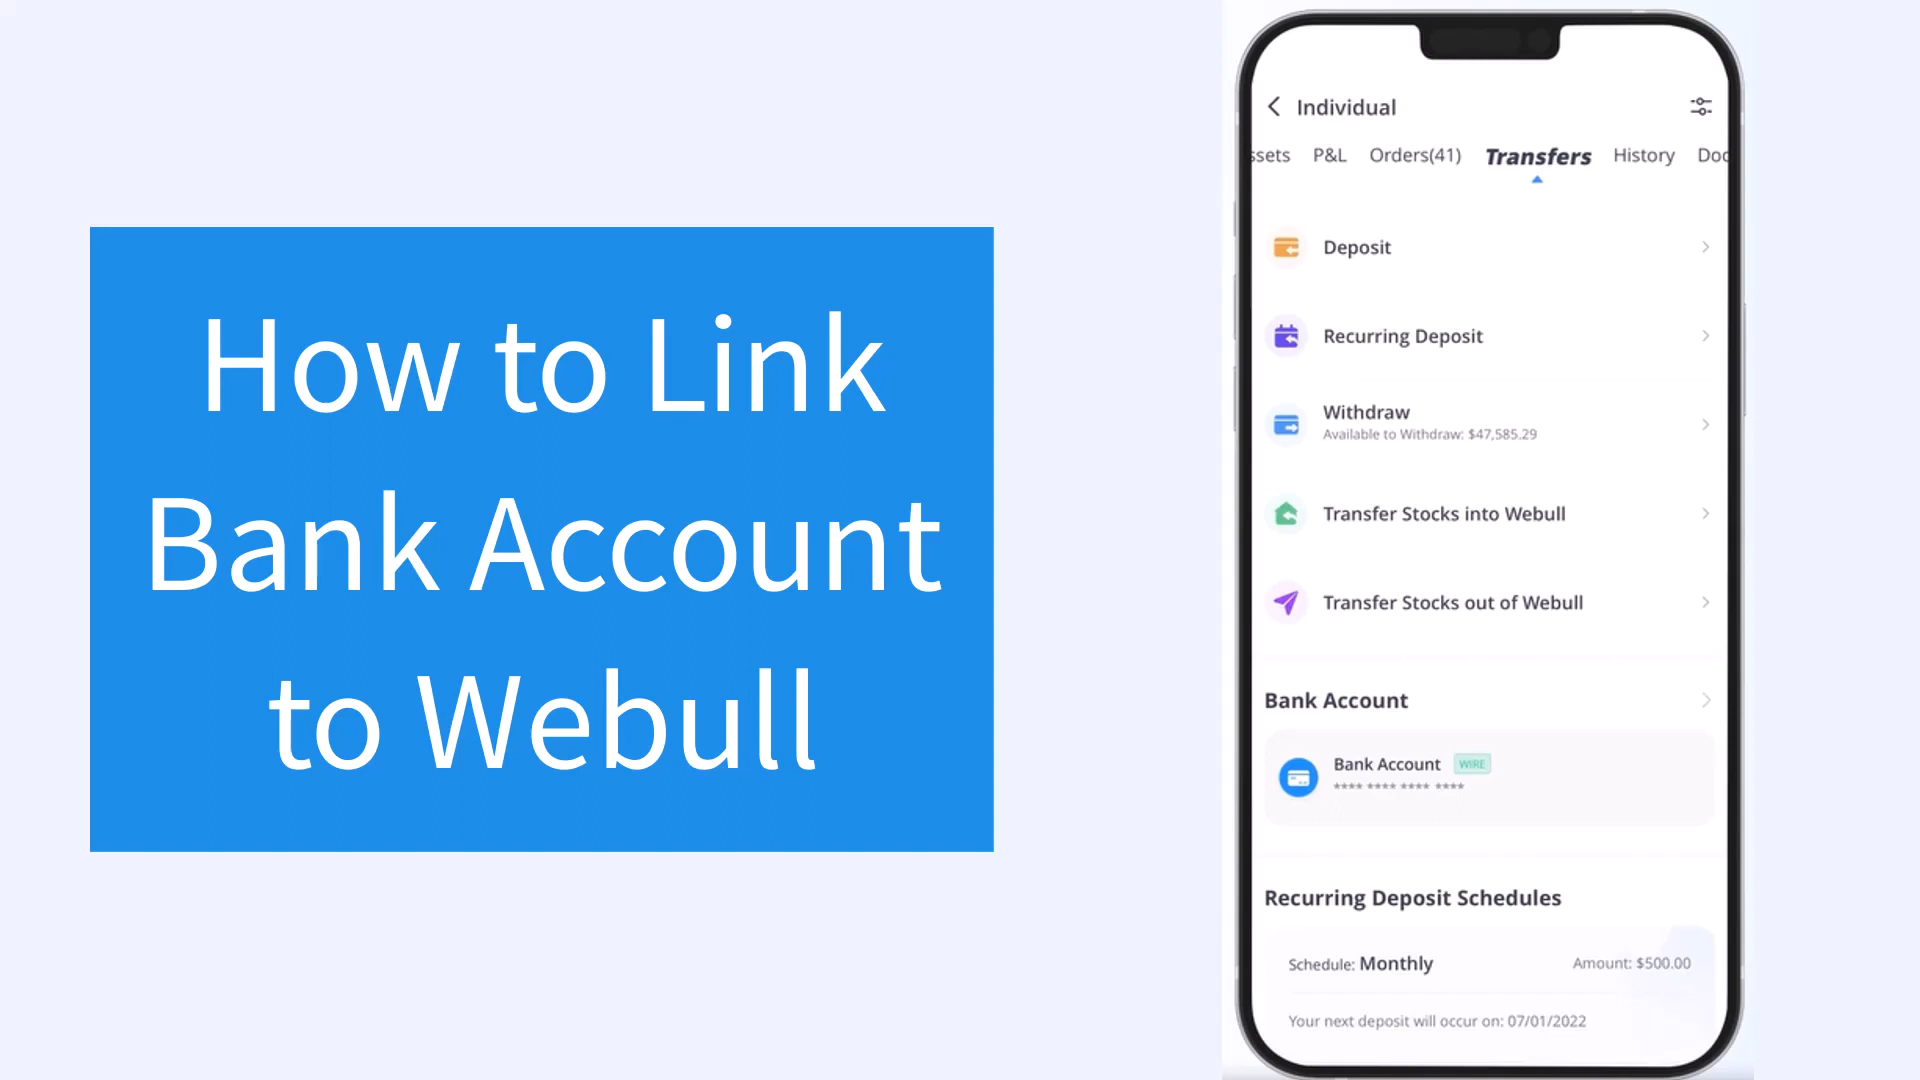 How to Link
Bank Account
to Webull
Individual
ssets P&L Orders(41) Transfers History Doc
Deposit
Recurring Deposit
Withdraw
Available to Withdraw: $47,585.29
Transfer Stocks into Webull
Transfer Stocks out of Webull
Bank Account
Bank Account WIRE
**** **** **** ****
Recurring Deposit Schedules
Schedule: Monthly Amount: $500.00
Your next deposit will occur on: 07/01/2022